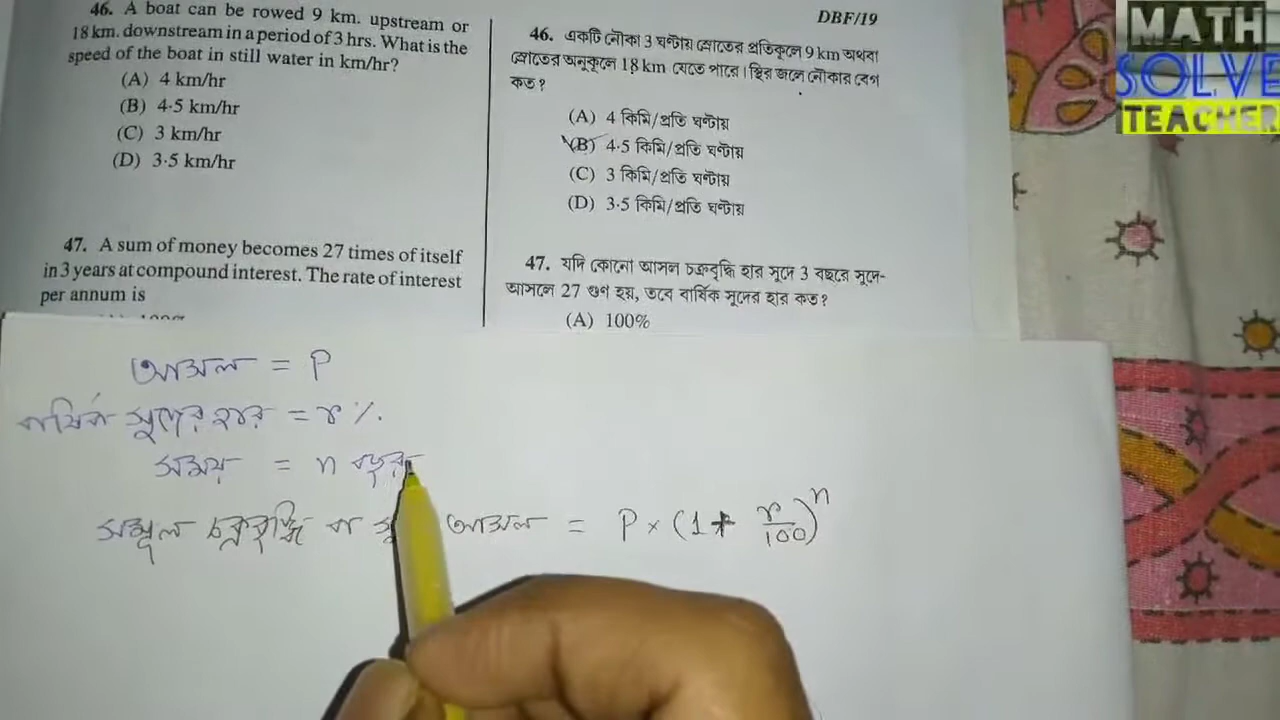 46. A boat can be rowed 9 km. upstream or
18 km. downstream in a period of 3 hrs. What is the
speed of the boat in still water in km/hr?
(A) 4 km/hr
(B) 4·5 km/hr
(C) 3 km/hr
(D) 3·5 km/hr
47. A sum of money becomes 27 times of itself
in 3 years at compound interest. The rate of interest
per annum is
DBF/19
46. একটি নৌকা 3 ঘণ্টায় স্রোতের প্রতিকূলে 9 km অথবা
স্রোতের অনুকূলে 18 km যেতে পারে। স্থির জলে নৌকার বেগ
কত?
(A) 4 কিমি/প্রতি ঘণ্টায়
(B) 4·5 কিমি/প্রতি ঘণ্টায়
(C) 3 কিমি/প্রতি ঘণ্টায়
(D) 3·5 কিমি/প্রতি ঘণ্টায়
47. যদি কোনো আসল চক্রবৃদ্ধি হার সুদে 3 বছরে সুদে-
আসলে 27 গুণ হয়, তবে বার্ষিক সুদের হার কত?
(A) 100%
MATH
SOLVE
TEACHER
আসল = P
বার্ষিক সুদের হার = r %.
সময় = n বছর
সমূল চক্রবৃদ্ধি বা আসল = P × (1 + r/100)^n